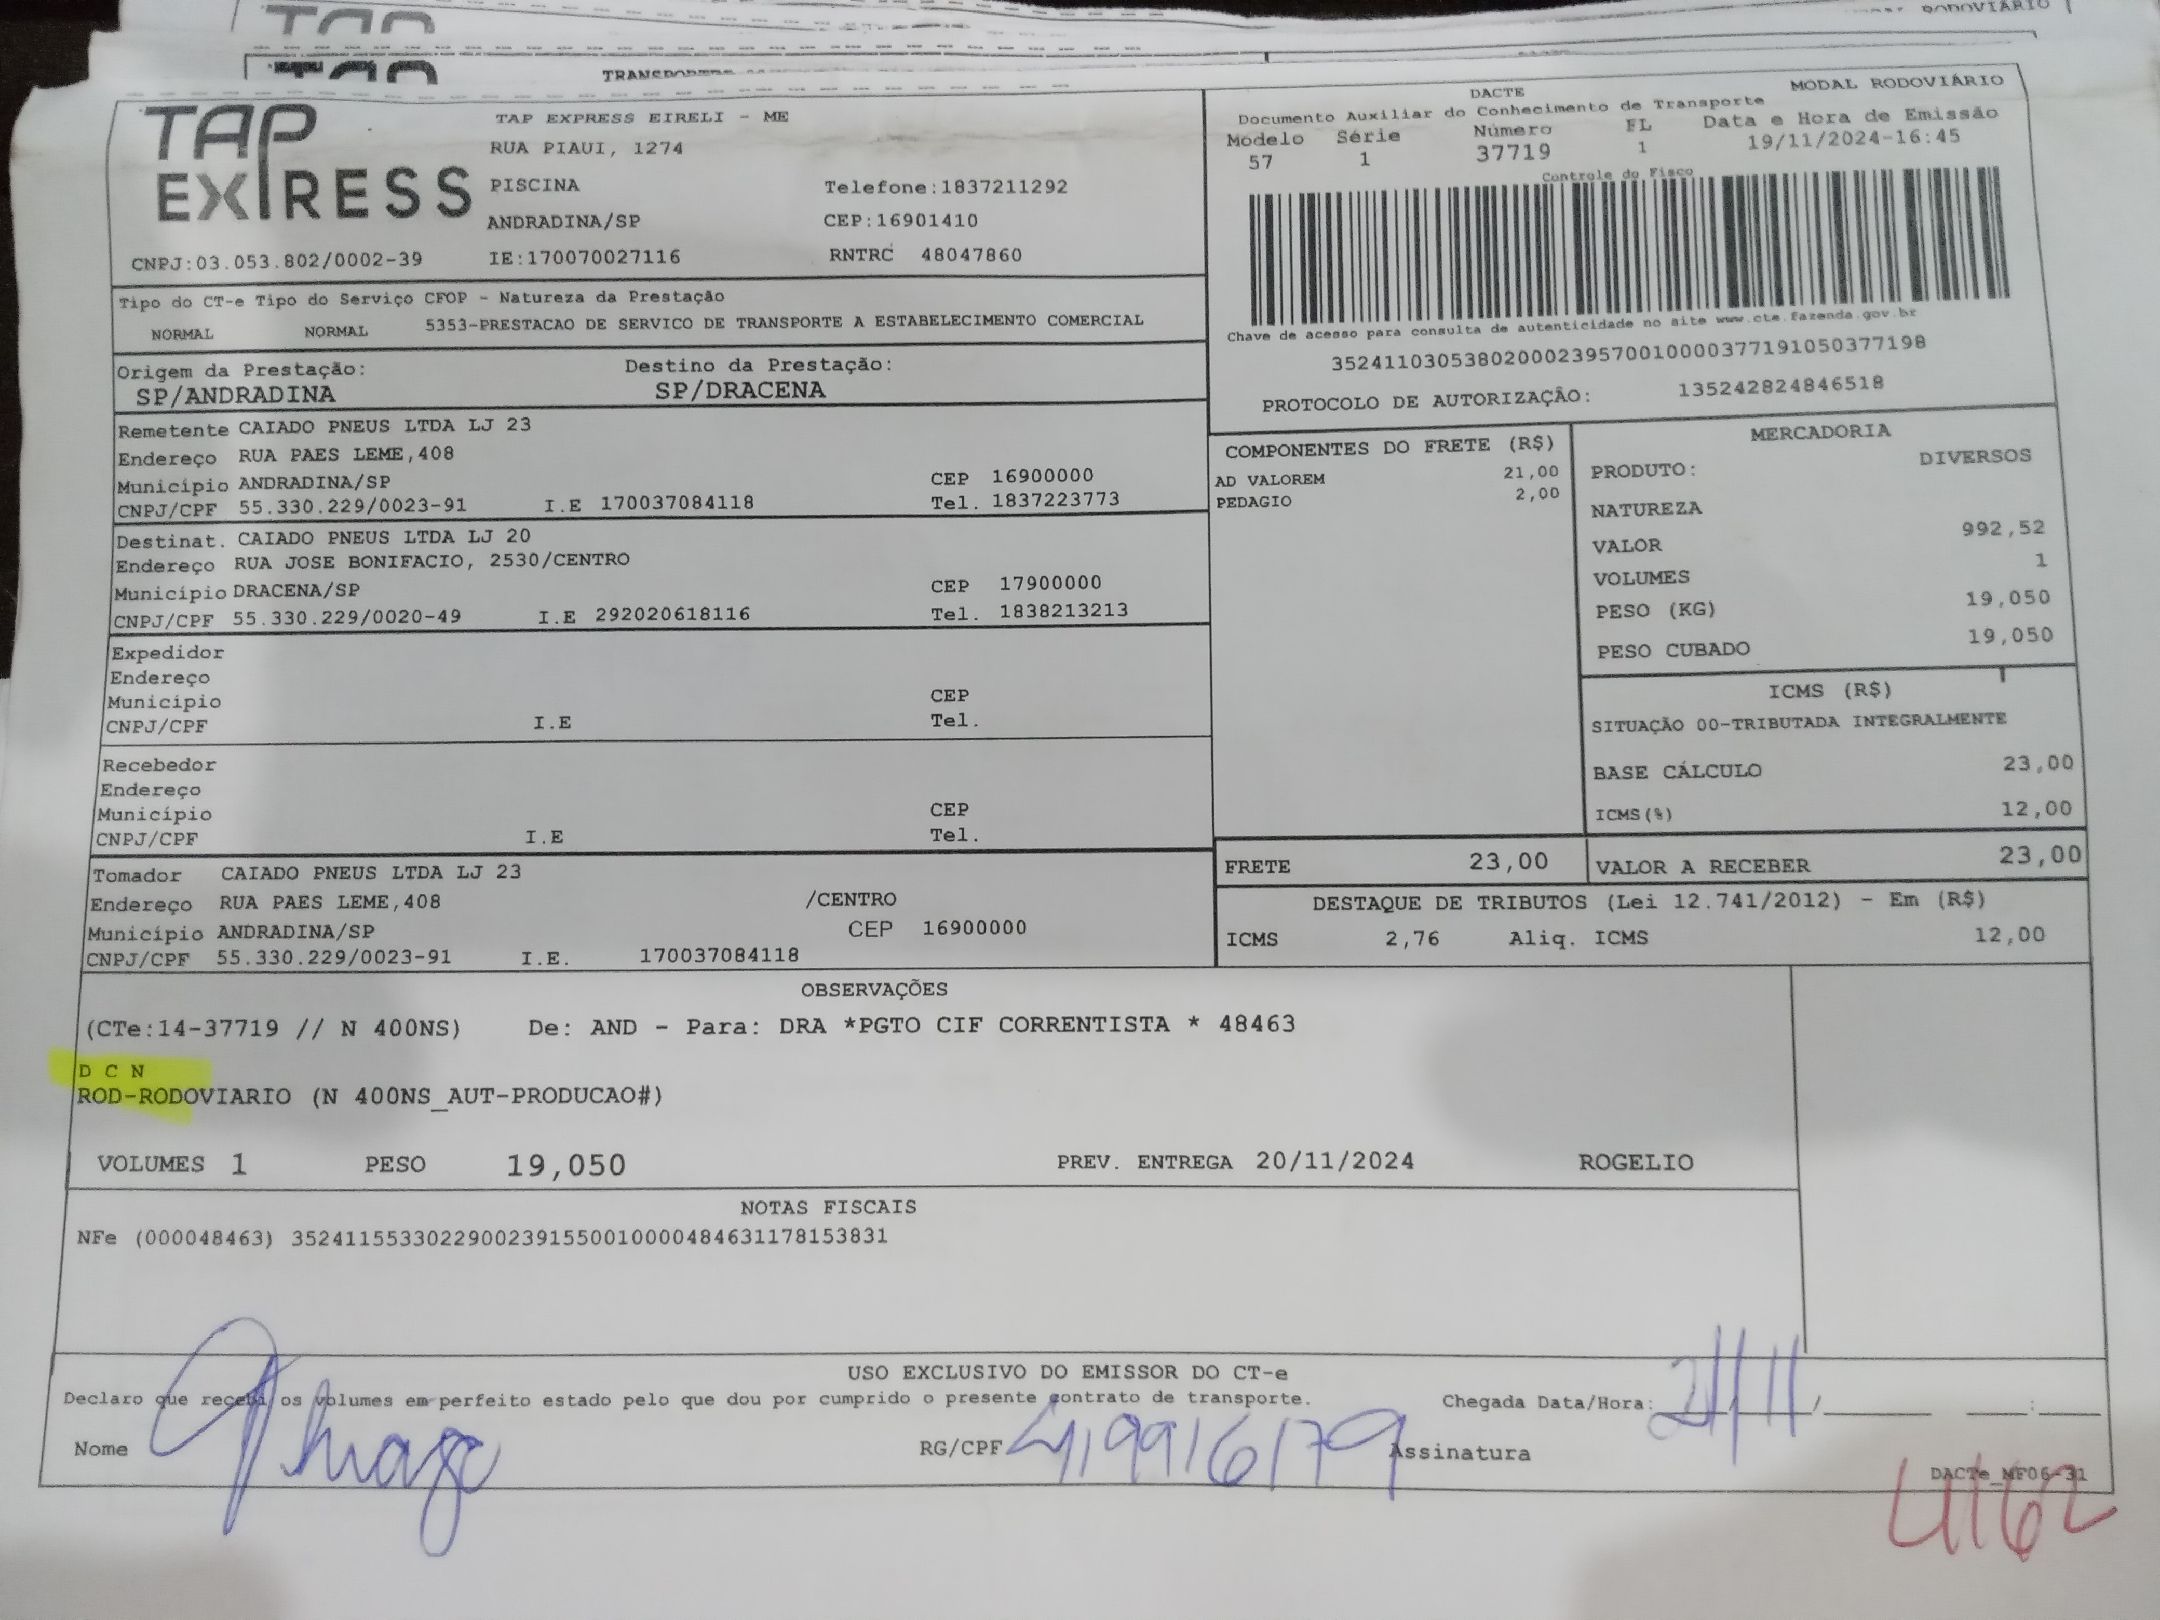 TRANSPORTE
RODOVIÁRIO
TAP EXPRESS
TAP EXPRESS EIRELI - ME
RUA PIAUI, 1274
PISCINA Telefone:1837211292
ANDRADINA/SP CEP:16901410
CNPJ:03.053.802/0002-39 IE:170070027116 RNTRC 48047860
DACTE MODAL RODOVIÁRIO
Documento Auxiliar do Conhecimento de Transporte
Modelo Série Número FL Data e Hora de Emissão
57 1 37719 1 19/11/2024-16:45
Controle do Fisco
Chave de acesso para consulta de autenticidade no site www.cte.fazenda.gov.br
35241103053802000239570010000377191050377198
PROTOCOLO DE AUTORIZAÇÃO: 135242824846518
Tipo do CT-e Tipo do Serviço CFOP - Natureza da Prestação
NORMAL NORMAL 5353-PRESTACAO DE SERVICO DE TRANSPORTE A ESTABELECIMENTO COMERCIAL
Origem da Prestação: Destino da Prestação:
SP/ANDRADINA SP/DRACENA
Remetente CAIADO PNEUS LTDA LJ 23
Endereço RUA PAES LEME,408
Município ANDRADINA/SP CEP 16900000
CNPJ/CPF 55.330.229/0023-91 I.E 170037084118 Tel. 1837223773
Destinat. CAIADO PNEUS LTDA LJ 20
Endereço RUA JOSE BONIFACIO, 2530/CENTRO
Município DRACENA/SP CEP 17900000
CNPJ/CPF 55.330.229/0020-49 I.E 292020618116 Tel. 1838213213
Expedidor
Endereço
Município CEP
CNPJ/CPF I.E Tel.
Recebedor
Endereço
Município CEP
CNPJ/CPF I.E Tel.
Tomador CAIADO PNEUS LTDA LJ 23
Endereço RUA PAES LEME,408 /CENTRO
Município ANDRADINA/SP CEP 16900000
CNPJ/CPF 55.330.229/0023-91 I.E. 170037084118
COMPONENTES DO FRETE (R$)
AD VALOREM 21,00
PEDAGIO 2,00
MERCADORIA
PRODUTO: DIVERSOS
NATUREZA
VALOR 992,52
VOLUMES 1
PESO (KG) 19,050
PESO CUBADO 19,050
ICMS (R$)
SITUAÇÃO 00-TRIBUTADA INTEGRALMENTE
BASE CÁLCULO 23,00
ICMS(%) 12,00
FRETE 23,00 VALOR A RECEBER 23,00
DESTAQUE DE TRIBUTOS (Lei 12.741/2012) - Em (R$)
ICMS 2,76 Aliq. ICMS 12,00
OBSERVAÇÕES
(CTe:14-37719 // N 400NS) De: AND - Para: DRA *PGTO CIF CORRENTISTA * 48463
D C N
ROD-RODOVIARIO (N 400NS_AUT-PRODUCAO#)
VOLUMES 1 PESO 19,050 PREV. ENTREGA 20/11/2024 ROGELIO
NOTAS FISCAIS
NFe (000048463) 35241155330229002391550010000484631178153831
USO EXCLUSIVO DO EMISSOR DO CT-e
Declaro que recebi os volumes em perfeito estado pelo que dou por cumprido o presente contrato de transporte. Chegada Data/Hora: 21/11/ :
Nome Thiago RG/CPF 419916179 Assinatura
DACTe_MF06-31
4162